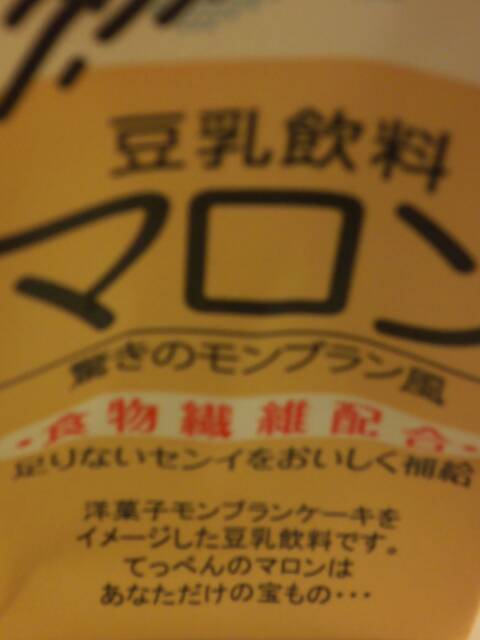 豆乳飲料
マロン
驚きのモンブラン風
・食物繊維配合・
足りないセンイをおいしく補給
洋菓子モンブランケーキを
イメージした豆乳飲料です。
てっぺんのマロンは
あなただけの宝もの・・・